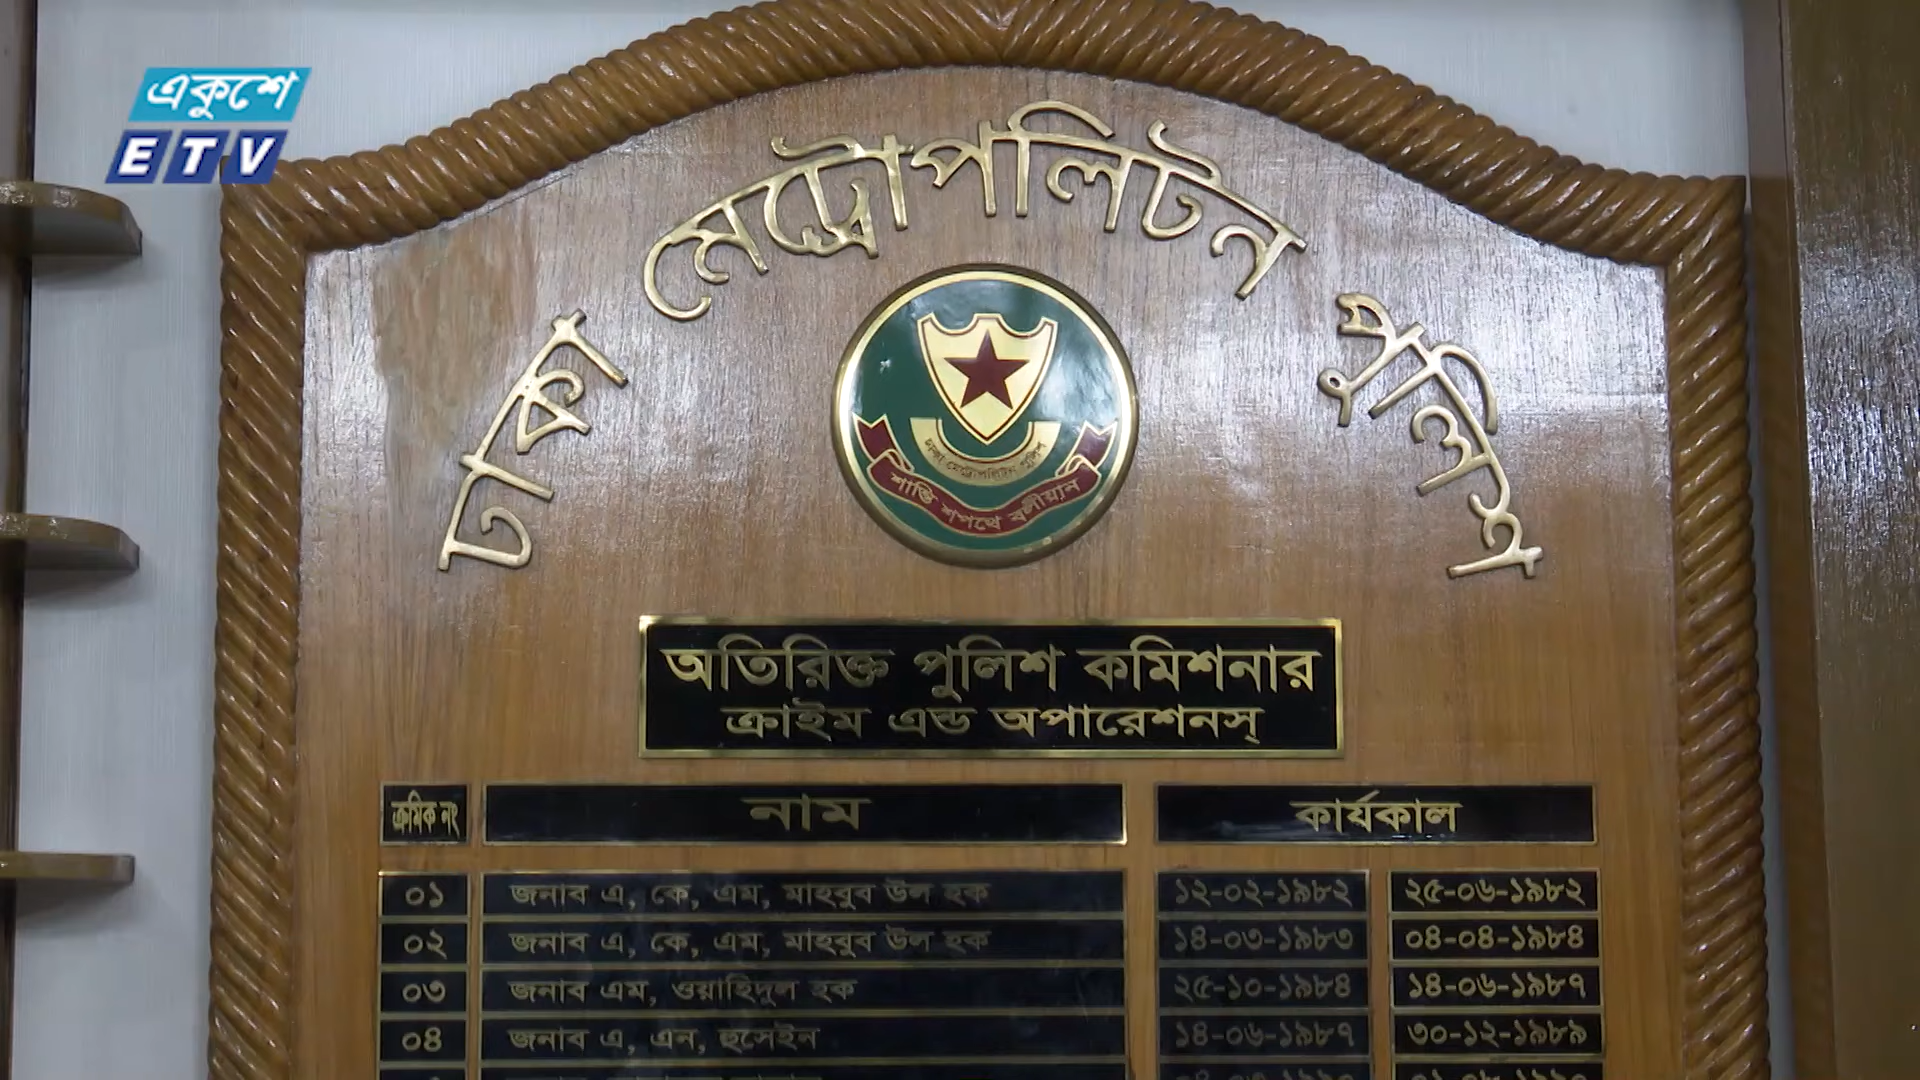 একুশে
ETV
ঢাকা মেট্রোপলিটন পুলিশ
ঢাকা মেট্রোপলিটন পুলিশ
শান্তি শপথে বলীয়ান
অতিরিক্ত পুলিশ কমিশনার
ক্রাইম এন্ড অপারেশনস্
ক্রমিক নং নাম কার্যকাল
০১ জনাব এ, কে, এম, মাহবুব উল হক ১২-০২-১৯৮২ ২৫-০৬-১৯৮২
০২ জনাব এ, কে, এম, মাহবুব উল হক ১৪-০৩-১৯৮৩ ০৪-০৪-১৯৮৪
০৩ জনাব এম, ওয়াহিদুল হক ২৫-১০-১৯৮৪ ১৪-০৬-১৯৮৭
০৪ জনাব এ, এন, হুসেইন ১৪-০৬-১৯৮৭ ৩০-১২-১৯৮৯